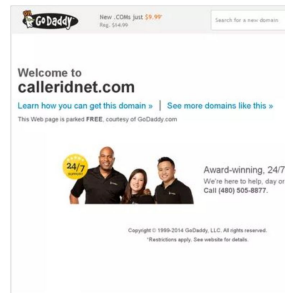 GoDaddy
New .COMs just $9.99
Search for a new domain
Welcome to
calleridnet.com
Learn how you can get this domain » | See more domains like this »
This Web page is parked FREE, courtesy of GoDaddy.com
24/7
Award-winning, 24/7
We're here to help, day or
Call (480) 505-8877.
Copyright © 1999-2014 GoDaddy, LLC. All rights reserved.
*Restrictions apply. See website for details.